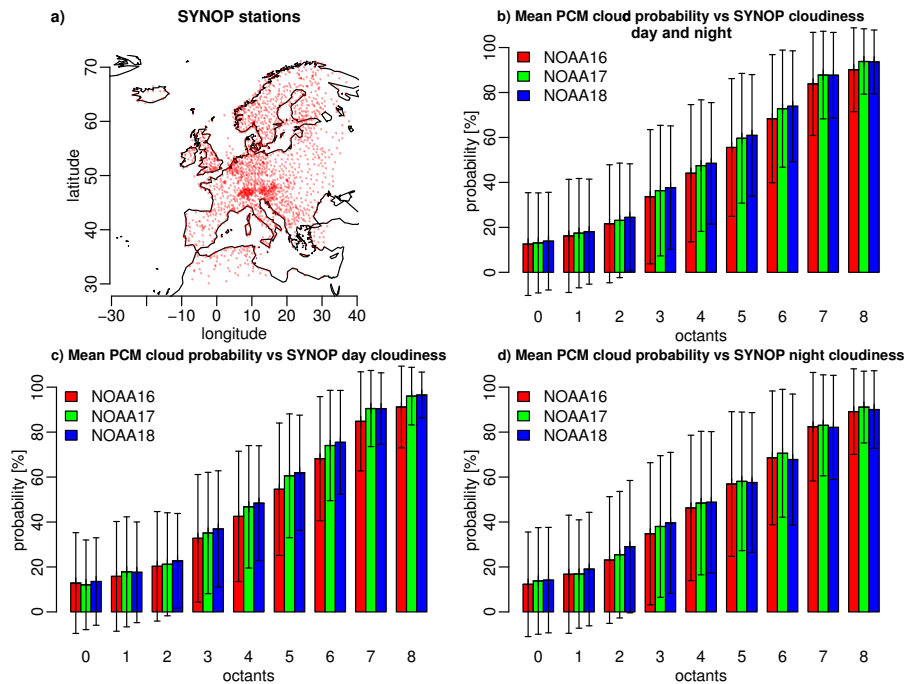 a) SYNOP stations
70
60
50
40
30
latitude
−30 −10 0 10 20 30 40
longitude
b) Mean PCM cloud probability vs SYNOP cloudiness
day and night
NOAA16
NOAA17
NOAA18
100
80
60
40
20
0
probability [%]
0 1 2 3 4 5 6 7 8
octants
c) Mean PCM cloud probability vs SYNOP day cloudiness
NOAA16
NOAA17
NOAA18
100
80
60
40
20
0
probability [%]
0 1 2 3 4 5 6 7 8
octants
d) Mean PCM cloud probability vs SYNOP night cloudiness
NOAA16
NOAA17
NOAA18
100
80
60
40
20
0
probability [%]
0 1 2 3 4 5 6 7 8
octants